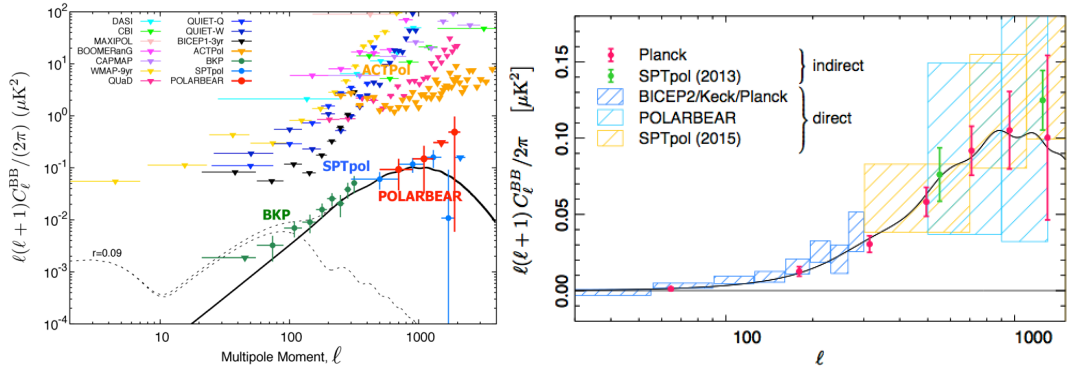 DASI QUIET-Q
CBI QUIET-W
MAXIPOL BICEP1-3yr
BOOMERanG ACTPol
CAPMAP BKP
WMAP-9yr SPTpol
QUaD POLARBEAR
ACTPol
SPTpol
POLARBEAR
BKP
r=0.09
ℓ(ℓ+1)C_ℓ^BB/(2π) (μK²)
10² 10¹ 10⁰ 10⁻¹ 10⁻² 10⁻³ 10⁻⁴
10 100 1000
Multipole Moment, ℓ
Planck
SPTpol (2013)
indirect
BICEP2/Keck/Planck
POLARBEAR
SPTpol (2015)
direct
ℓ(ℓ+1)C_ℓ^BB/2π [μK²]
0.15
0.10
0.05
0.00
100 1000
ℓ